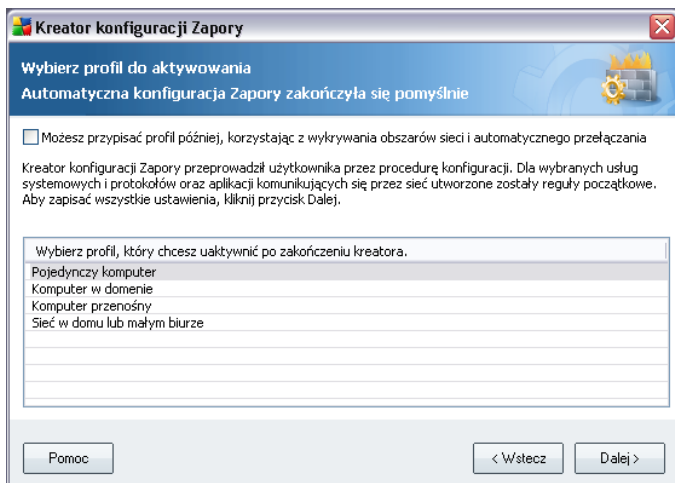 Kreator konfiguracji Zapory
Wybierz profil do aktywowania
Automatyczna konfiguracja Zapory zakończyła się pomyślnie
Możesz przypisać profil później, korzystając z wykrywania obszarów sieci i automatycznego przełączania
Kreator konfiguracji Zapory przeprowadził użytkownika przez procedurę konfiguracji. Dla wybranych usług
systemowych i protokołów oraz aplikacji komunikujących się przez sieć utworzone zostały reguły początkowe.
Aby zapisać wszystkie ustawienia, kliknij przycisk Dalej.
Wybierz profil, który chcesz uaktywnić po zakończeniu kreatora.
Pojedynczy komputer
Komputer w domenie
Komputer przenośny
Sieć w domu lub małym biurze
Pomoc
< Wstecz
Dalej >